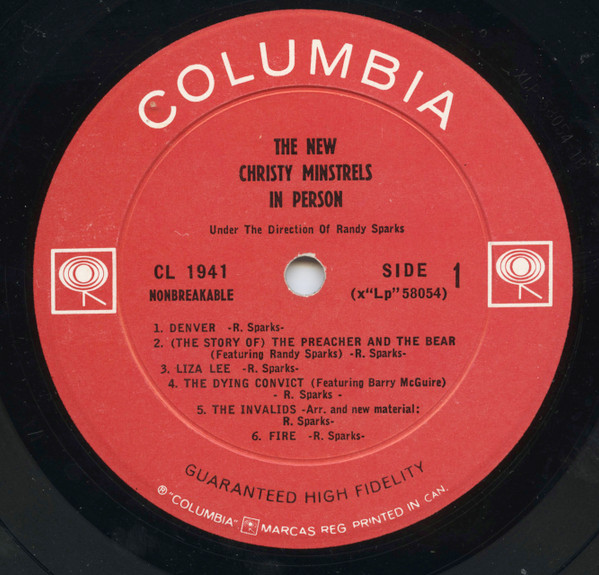 COLUMBIA
THE NEW
CHRISTY MINSTRELS
IN PERSON
Under The Direction Of Randy Sparks
CL 1941
NONBREAKABLE
SIDE 1
(x"Lp" 58054)
1. DENVER -R. Sparks-
2. (THE STORY OF) THE PREACHER AND THE BEAR
(Featuring Randy Sparks) -R. Sparks-
3. LIZA LEE -R. Sparks-
4. THE DYING CONVICT (Featuring Barry McGuire)
- R. Sparks -
5. THE INVALIDS -Arr. and new material:
R. Sparks-
6. FIRE -R. Sparks-
GUARANTEED HIGH FIDELITY
® "COLUMBIA" MARCAS REG. PRINTED IN CAN.